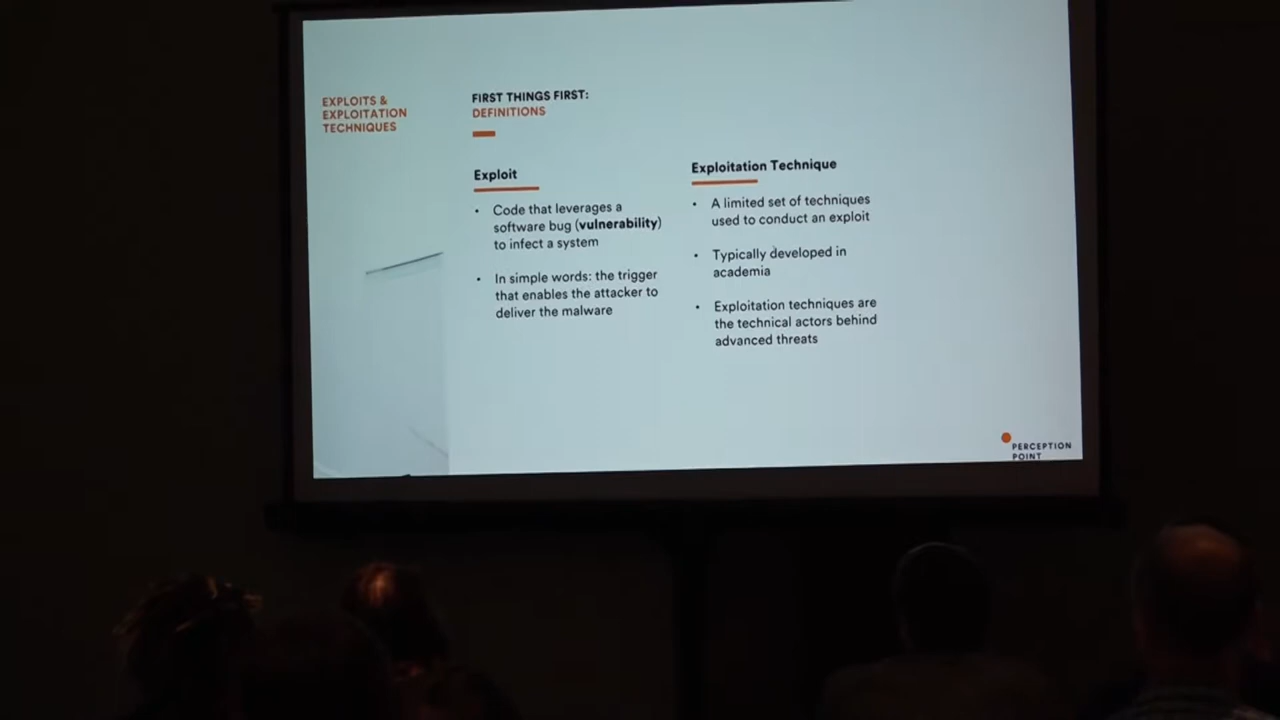 EXPLOITS &
EXPLOITATION
TECHNIQUES
FIRST THINGS FIRST:
DEFINITIONS
Exploit
• Code that leverages a
software bug (vulnerability)
to infect a system
• In simple words: the trigger
that enables the attacker to
deliver the malware
Exploitation Technique
• A limited set of techniques
used to conduct an exploit
• Typically developed in
academia
• Exploitation techniques are
the technical actors behind
advanced threats
PERCEPTION
POINT